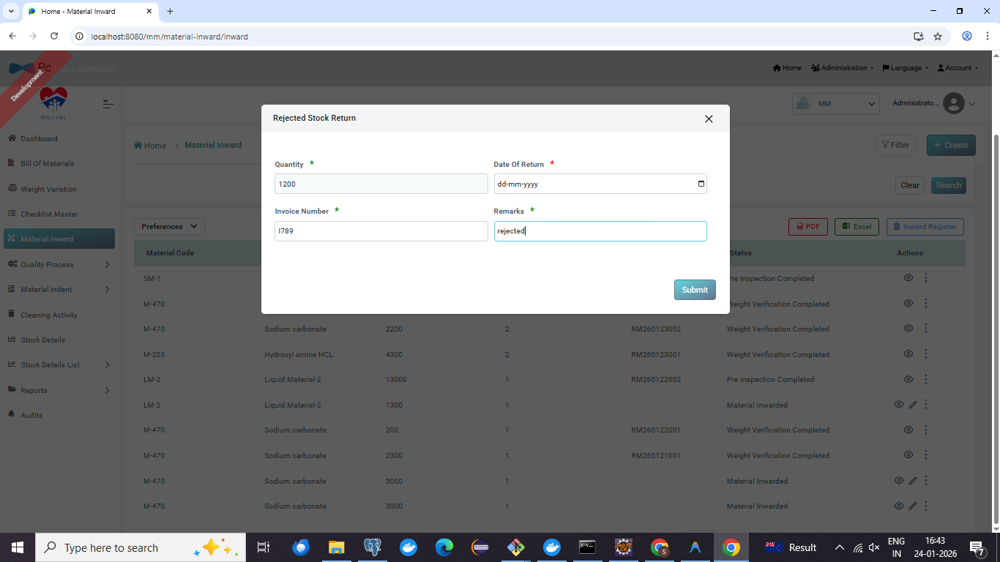 Home - Material Inward
localhost:8080/mm/material-inward/inward
Development
Home
Administration
Language
Account
MAITHRI
MM
Administrato...
Dashboard
Bill Of Materials
Weight Variation
Checklist Master
Material Inward
Quality Process
Material Indent
Cleaning Activity
Stock Details
Stock Details List
Reports
Audits
Home > Material Inward
Filter
+ Create
Clear
Search
Preferences
PDF
Excel
Inward Register
Rejected Stock Return
Quantity *
Date Of Return *
1200
dd-mm-yyyy
Invoice Number *
Remarks *
I789
rejected
Submit
Material Code Status Actions
SM-1 Pre Inspection Completed
M-470 Weight Verification Completed
M-470 Sodium carbonate 2200 2 RM260123002 Weight Verification Completed
M-203 Hydroxyl amine HCL 4300 2 RM260123001 Weight Verification Completed
LM-2 Liquid Material-2 13000 1 RM260122002 Pre Inspection Completed
LM-2 Liquid Material-2 1300 1 Material Inwarded
M-470 Sodium carbonate 200 1 RM260122001 Weight Verification Completed
M-470 Sodium carbonate 2300 1 RM260121001 Weight Verification Completed
M-470 Sodium carbonate 3000 1 Material Inwarded
M-470 Sodium carbonate 3000 1 Material Inwarded
Type here to search
Result
ENG
IN
16:43
24-01-2026
7